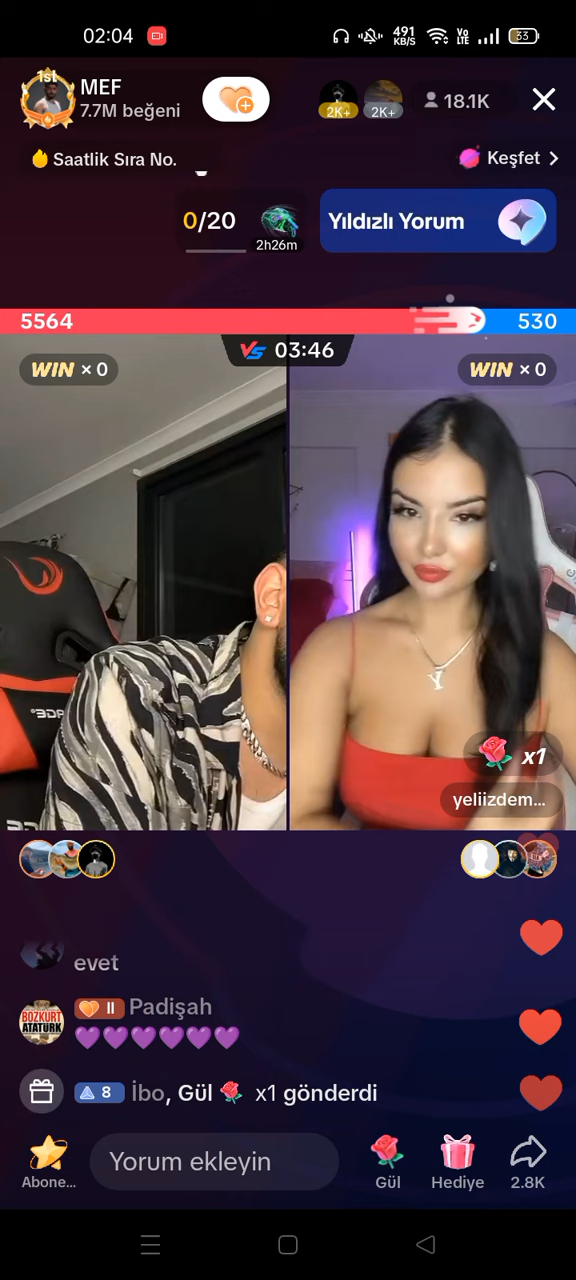 02:04
491
KB/S
Vo
LTE
33
1st
MEF
7.7M beğeni
2K+
2K+
18.1K
Saatlik Sıra No.
Keşfet
0/20
2h26m
Yıldızlı Yorum
5564
530
VS 03:46
WIN × 0
WIN × 0
x1
yeliizdem...
evet
II Padişah
BOZKURT
ATATÜRK
💜💜💜💜💜💜
8 İbo, Gül 🌹 x1 gönderdi
Abone...
Yorum ekleyin
Gül
Hediye
2.8K